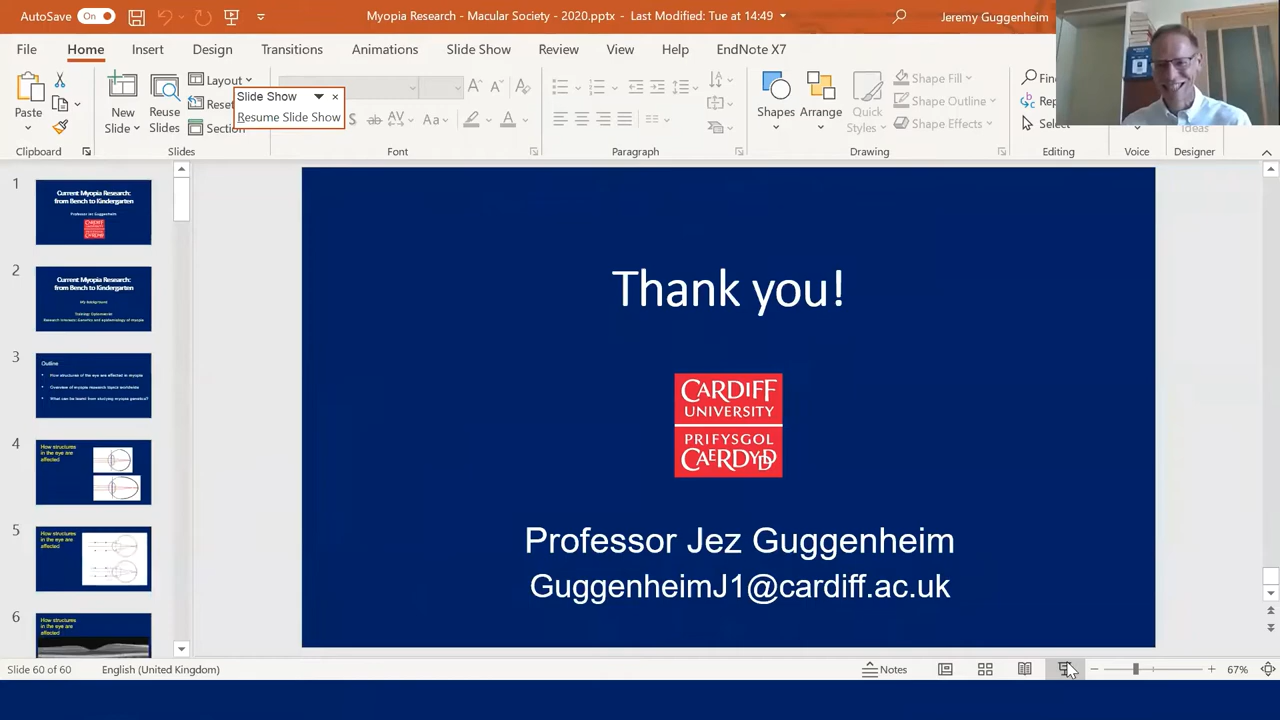 AutoSave
On
Myopia Research - Macular Society - 2020.pptx - Last Modified: Tue at 14:49
Jeremy Guggenheim
File
Home
Insert
Design
Transitions
Animations
Slide Show
Review
View
Help
EndNote X7
Paste
New
Slide
Reuse
Slides
Layout
Reset
Section
Slide Show
Resume Slide Show
Aa
Shapes
Arrange
Quick
Styles
Shape Fill
Shape Outline
Shape Effects
Select
Ideas
Clipboard
Slides
Font
Paragraph
Drawing
Editing
Voice
Designer
1
Current Myopia Research:
from Bench to Kindergarten
Professor Jez Guggenheim
2
Current Myopia Research:
from Bench to Kindergarten
My background
Training: Optometrist
Research interests: Genetics and epidemiology of myopia
3
Outline
• How structures of the eye are affected in myopia
• Overview of myopia research topics worldwide
• What can be learnt from studying myopia genetics?
4
How structures
in the eye are
affected
5
How structures
in the eye are
affected
6
How structures
in the eye are
affected
Thank you!
CARDIFF
UNIVERSITY
PRIFYSGOL
CAERDYDD
Professor Jez Guggenheim
GuggenheimJ1@cardiff.ac.uk
Slide 60 of 60
English (United Kingdom)
Notes
67%